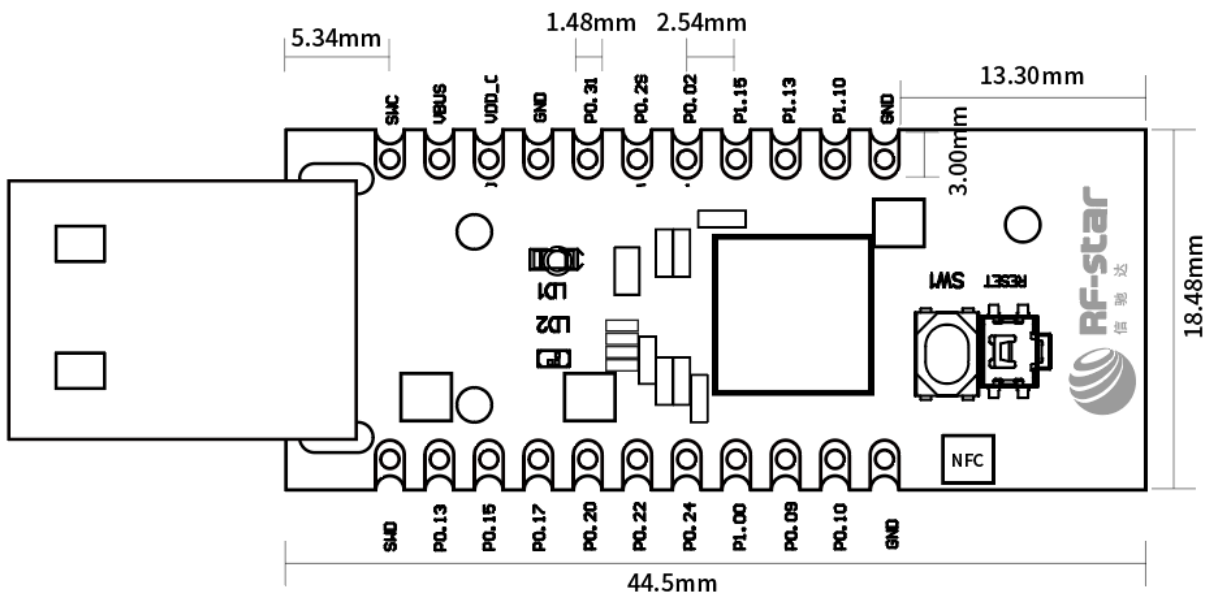 1.48mm
2.54mm
5.34mm
13.30mm
SWC
VBUS
VDD_C
GND
P0.31
P0.29
P0.02
P1.15
P1.13
P1.10
GND
3.00mm
18.48mm
RF-star
信驰达
SW1
RESET
LD1
LD2
NFC
SWD
P0.13
P0.15
P0.17
P0.20
P0.22
P0.24
P1.00
P0.09
P0.10
GND
44.5mm